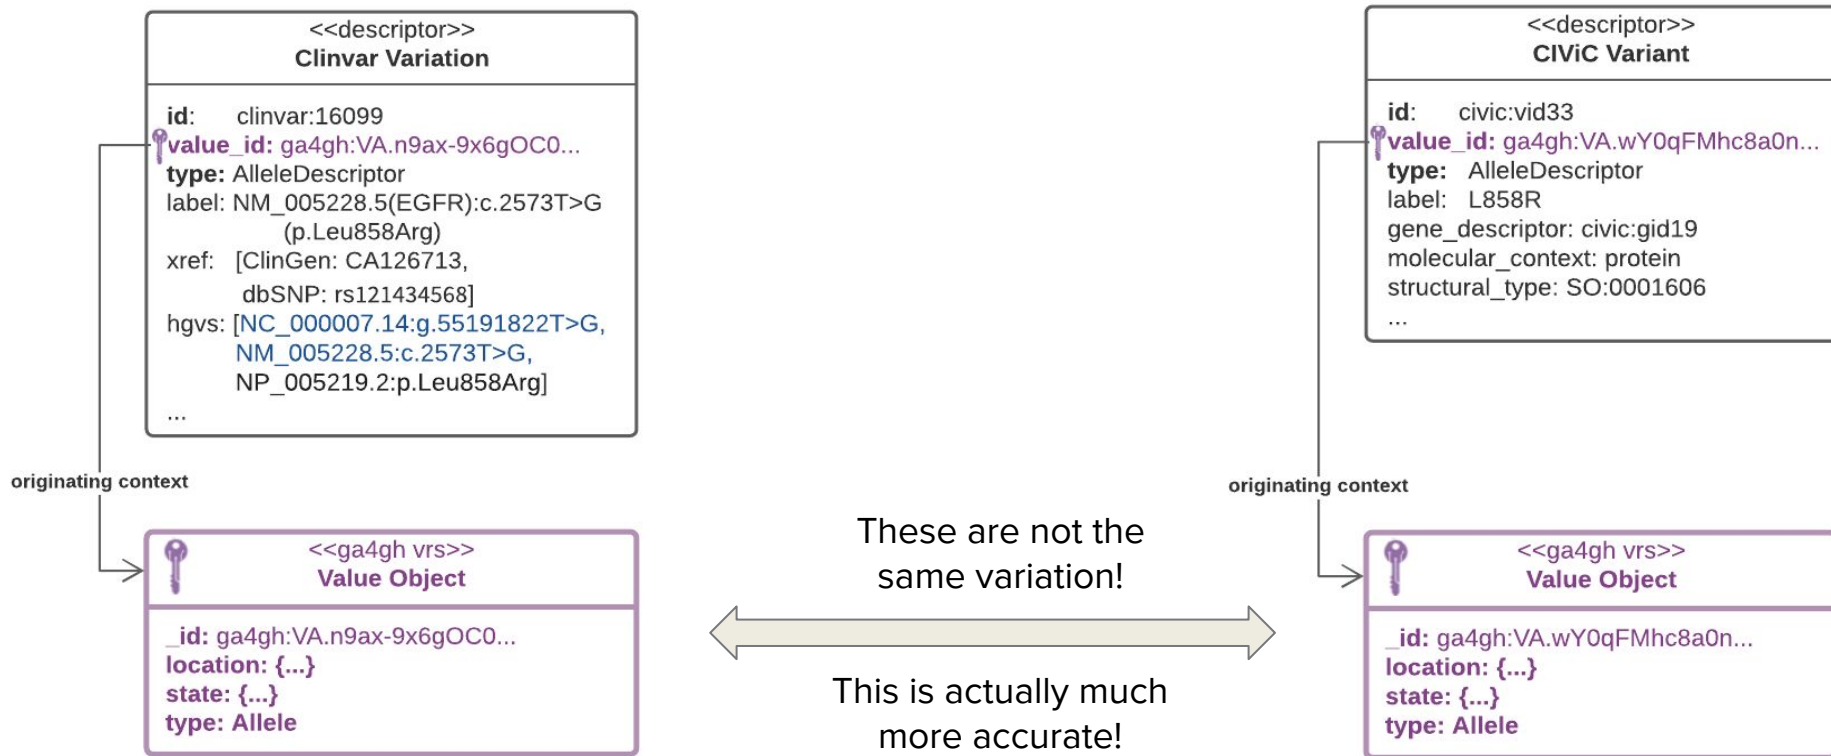 <<descriptor>>
Clinvar Variation
id: clinvar:16099
value_id: ga4gh:VA.n9ax-9x6gOC0...
type: AlleleDescriptor
label: NM_005228.5(EGFR):c.2573T>G
(p.Leu858Arg)
xref: [ClinGen: CA126713,
dbSNP: rs121434568]
hgvs: [NC_000007.14:g.55191822T>G,
NM_005228.5:c.2573T>G,
NP_005219.2:p.Leu858Arg]
...
originating context
<<ga4gh vrs>>
Value Object
_id: ga4gh:VA.n9ax-9x6gOC0...
location: {...}
state: {...}
type: Allele
These are not the
same variation!
This is actually much
more accurate!
<<descriptor>>
CIViC Variant
id: civic:vid33
value_id: ga4gh:VA.wY0qFMhc8a0n...
type: AlleleDescriptor
label: L858R
gene_descriptor: civic:gid19
molecular_context: protein
structural_type: SO:0001606
...
originating context
<<ga4gh vrs>>
Value Object
_id: ga4gh:VA.wY0qFMhc8a0n...
location: {...}
state: {...}
type: Allele